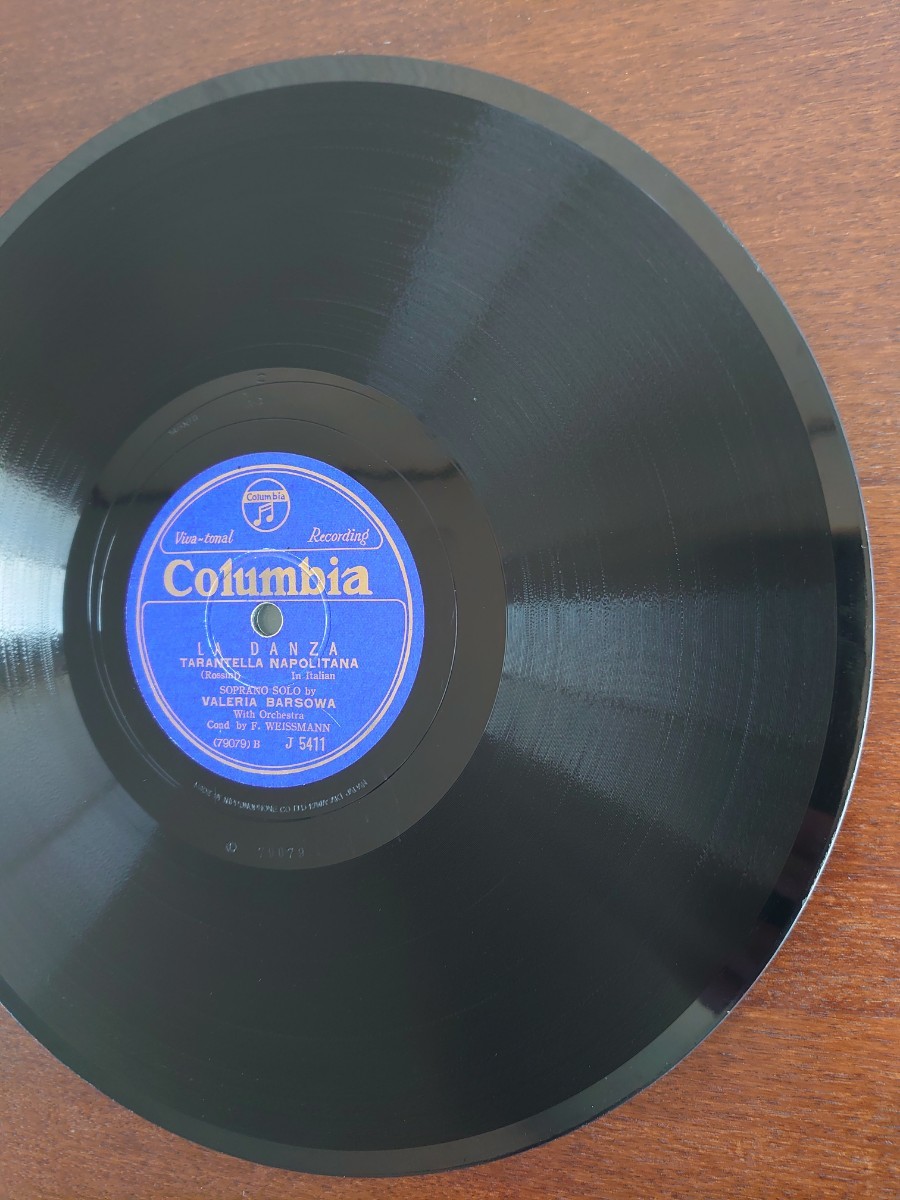 Columbia
Viva-tonal Recording
Columbia
LA DANZA
TARANTELLA NAPOLITANA
(Rossini) In Italian
SOPRANO SOLO by
VALERIA BARSOWA
With Orchestra
Cond by F. WEISSMANN
(79079) B J 5411
79079